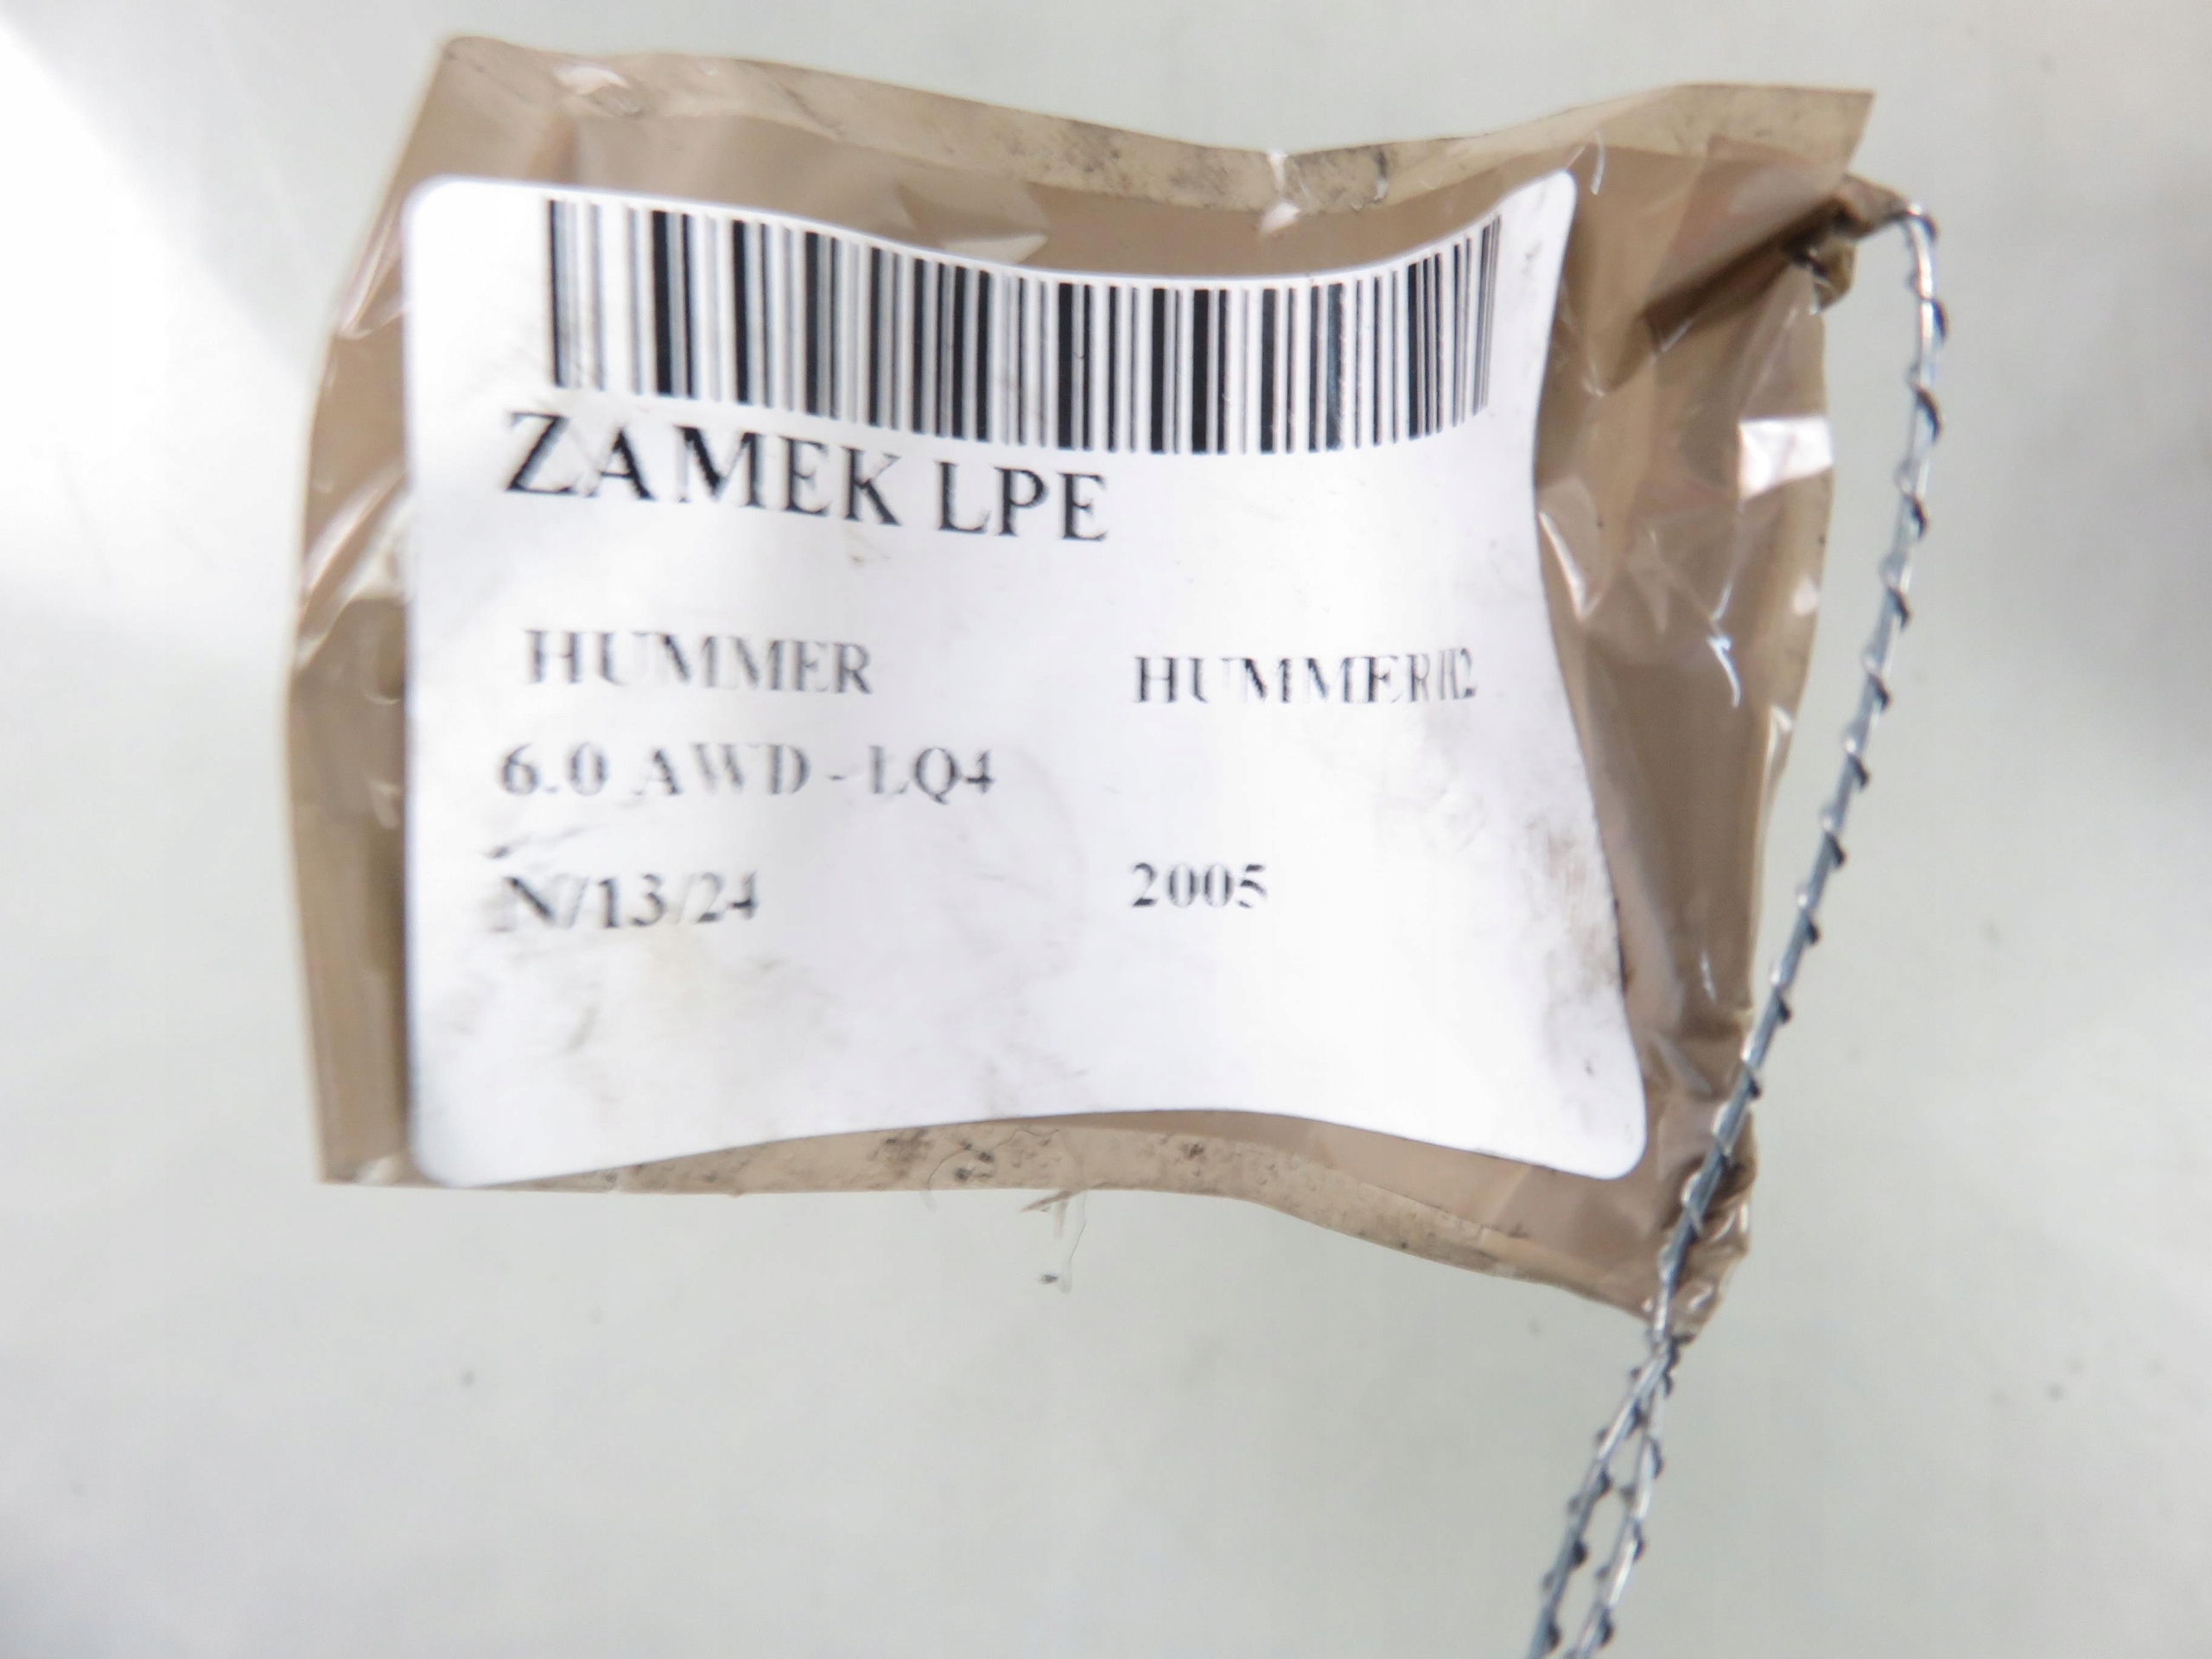 ZAMEK LPE
HUMMER HUMMER H2
6.0 AWD - LQ4
N/13/24 2005